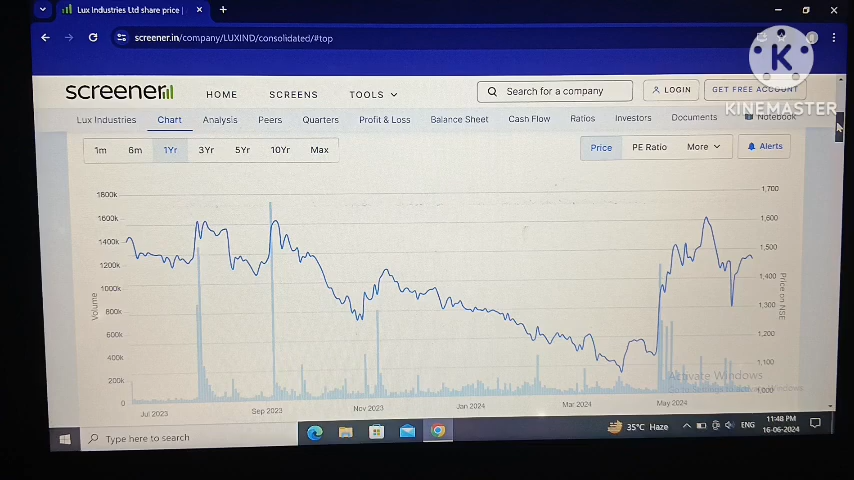 Lux Industries Ltd share price |
screener.in/company/LUXIND/consolidated/#top
K
KINEMASTER
screener
HOME
SCREENS
TOOLS
Search for a company
LOGIN
GET FREE ACCOUNT
Lux Industries
Chart
Analysis
Peers
Quarters
Profit & Loss
Balance Sheet
Cash Flow
Ratios
Investors
Documents
Notebook
1m
6m
1Yr
3Yr
5Yr
10Yr
Max
Price
PE Ratio
More
Alerts
1800k
1600k
1400k
1200k
1000k
800k
600k
400k
200k
0
Volume
1,700
1,600
1,500
1,400
1,300
1,200
1,100
1,000
Price on NSE
Jul 2023
Sep 2023
Nov 2023
Jan 2024
Mar 2024
May 2024
Activate Windows
Type here to search
35°C Haze
ENG
11:48 PM
16-06-2024